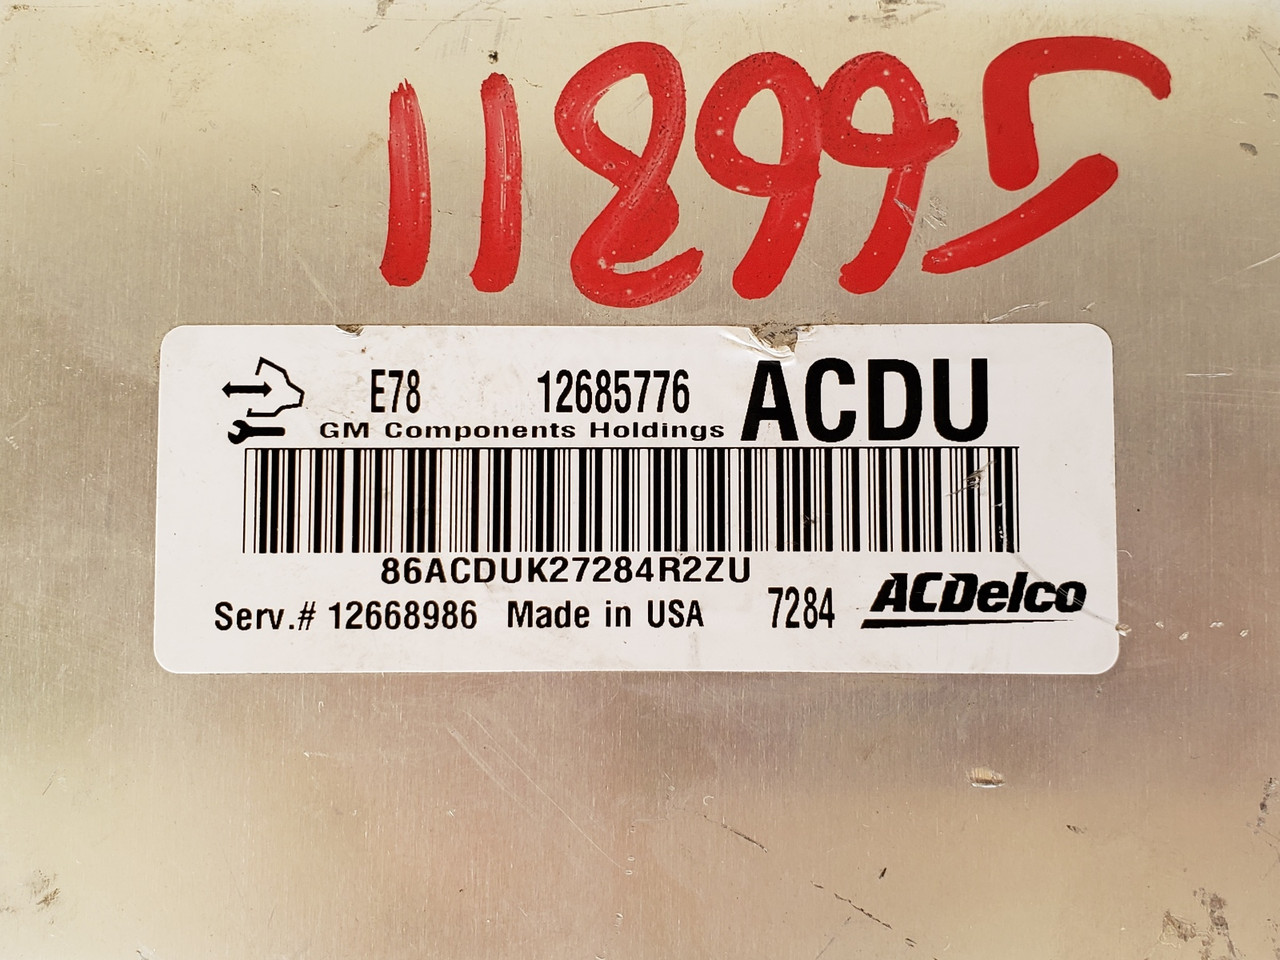 118995
E78 12685776 ACDU
GM Components Holdings
86ACDUK27284R2ZU
Serv.# 12668986 Made in USA 7284 ACDelco